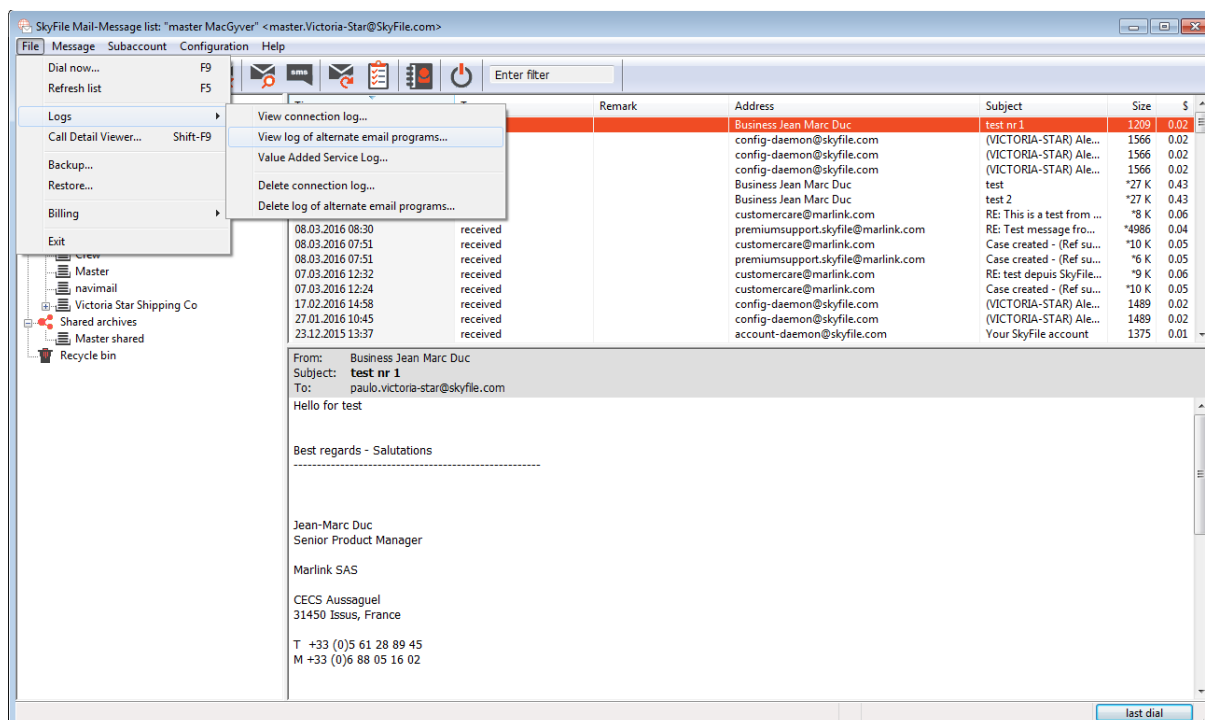 SkyFile Mail-Message list: "master MacGyver" <master.Victoria-Star@SkyFile.com>
File Message Subaccount Configuration Help
Dial now... F9
Refresh list F5
Logs
Call Detail Viewer... Shift-F9
Backup...
Restore...
Billing
Exit
View connection log...
View log of alternate email programs...
Value Added Service Log...
Delete connection log...
Delete log of alternate email programs...
sms
Enter filter
Crew
Master
navimail
Victoria Star Shipping Co
Shared archives
Master shared
Recycle bin
Remark Address Subject Size $
Business Jean Marc Duc test nr 1 1209 0.02
config-daemon@skyfile.com (VICTORIA-STAR) Ale... 1566 0.02
config-daemon@skyfile.com (VICTORIA-STAR) Ale... 1566 0.02
config-daemon@skyfile.com (VICTORIA-STAR) Ale... 1566 0.02
Business Jean Marc Duc test *27 K 0.43
Business Jean Marc Duc test 2 *27 K 0.43
customercare@marlink.com RE: This is a test from ... *8 K 0.06
08.03.2016 08:30 received premiumsupport.skyfile@marlink.com RE: Test message fro... *4986 0.04
08.03.2016 07:51 received customercare@marlink.com Case created - (Ref su... *10 K 0.05
08.03.2016 07:51 received premiumsupport.skyfile@marlink.com Case created - (Ref su... *6 K 0.05
07.03.2016 12:32 received customercare@marlink.com RE: test depuis SkyFile... *9 K 0.06
07.03.2016 12:24 received customercare@marlink.com Case created - (Ref su... *10 K 0.05
17.02.2016 14:58 received config-daemon@skyfile.com (VICTORIA-STAR) Ale... 1489 0.02
27.01.2016 10:45 received config-daemon@skyfile.com (VICTORIA-STAR) Ale... 1489 0.02
23.12.2015 13:37 received account-daemon@skyfile.com Your SkyFile account 1375 0.01
From: Business Jean Marc Duc
Subject: test nr 1
To: paulo.victoria-star@skyfile.com
Hello for test
Best regards - Salutations
-----------------------------------------------------
Jean-Marc Duc
Senior Product Manager
Marlink SAS
CECS Aussaguel
31450 Issus, France
T +33 (0)5 61 28 89 45
M +33 (0)6 88 05 16 02
last dial